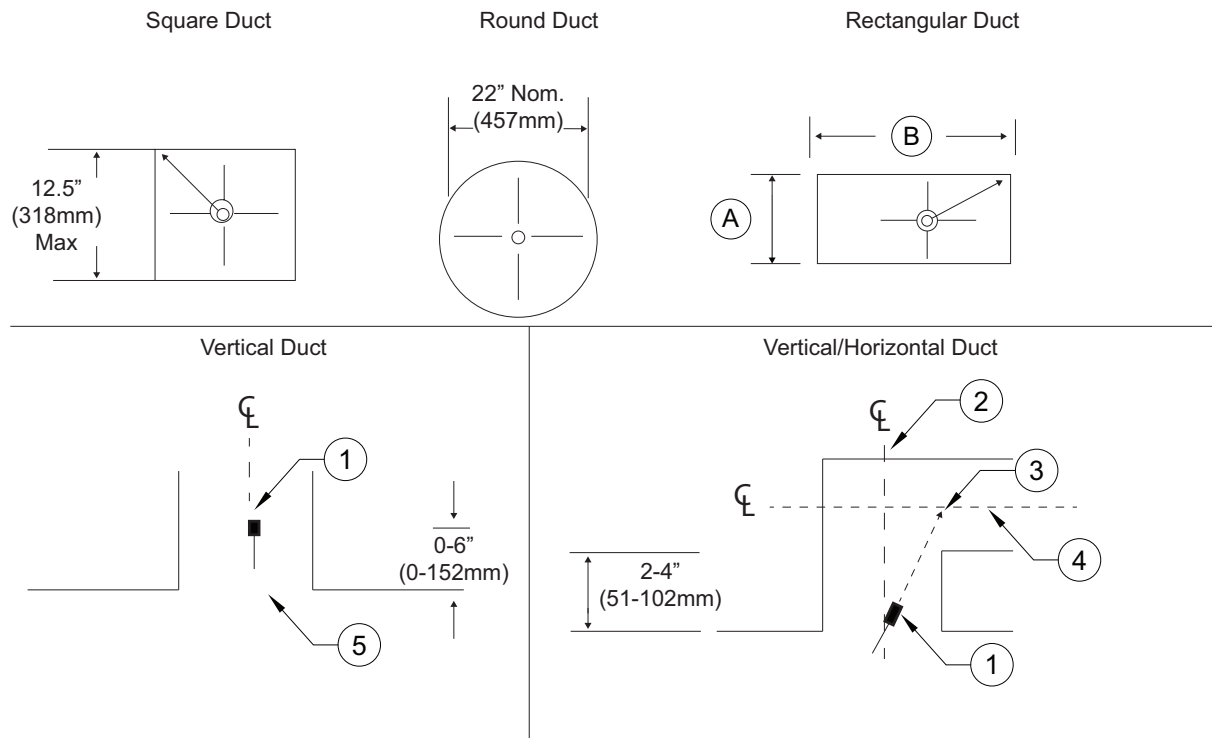 Square Duct
Round Duct
Rectangular Duct
12.5”
(318mm)
Max
22” Nom.
(457mm)
B
A
Vertical Duct
℄
1
0-6”
(0-152mm)
5
Vertical/Horizontal Duct
℄
2
℄
3
4
2-4”
(51-102mm)
1